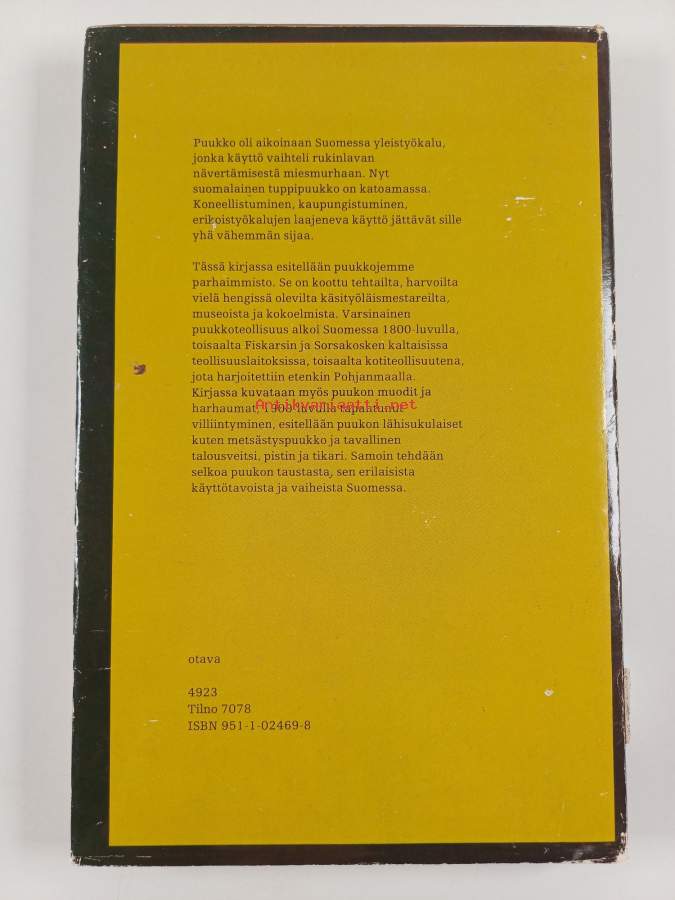 Puukko oli aikoinaan Suomessa yleistyökalu,
jonka käyttö vaihteli rukinlavan
nävertämisestä miesmurhaan. Nyt
suomalainen tuppipuukko on katoamassa.
Koneellistuminen, kaupungistuminen,
erikoistyökalujen laajeneva käyttö jättävät sille
yhä vähemmän sijaa.
Tässä kirjassa esitellään puukkojemme
parhaimmisto. Se on koottu tehtailta, harvoilta
vielä hengissä olevilta käsityöläismestareilta,
museoista ja kokoelmista. Varsinainen
puukkoteollisuus alkoi Suomessa 1800-luvulla,
toisaalta Fiskarsin ja Sorsakosken kaltaisissa
teollisuuslaitoksissa, toisaalta kotiteollisuutena,
jota harjoitettiin etenkin Pohjanmaalla.
Kirjassa kuvataan myös puukon muodit ja
Antikvariaatti.net
harhaumat, 1900-luvulla tapahtunut
villiintyminen, esitellään puukon lähisukulaiset
kuten metsästyspuukko ja tavallinen
talousveitsi, pistin ja tikari. Samoin tehdään
selkoa puukon taustasta, sen erilaisista
käyttötavoista ja vaiheista Suomessa.
otava
4923
Tilno 7078
ISBN 951-1-02469-8